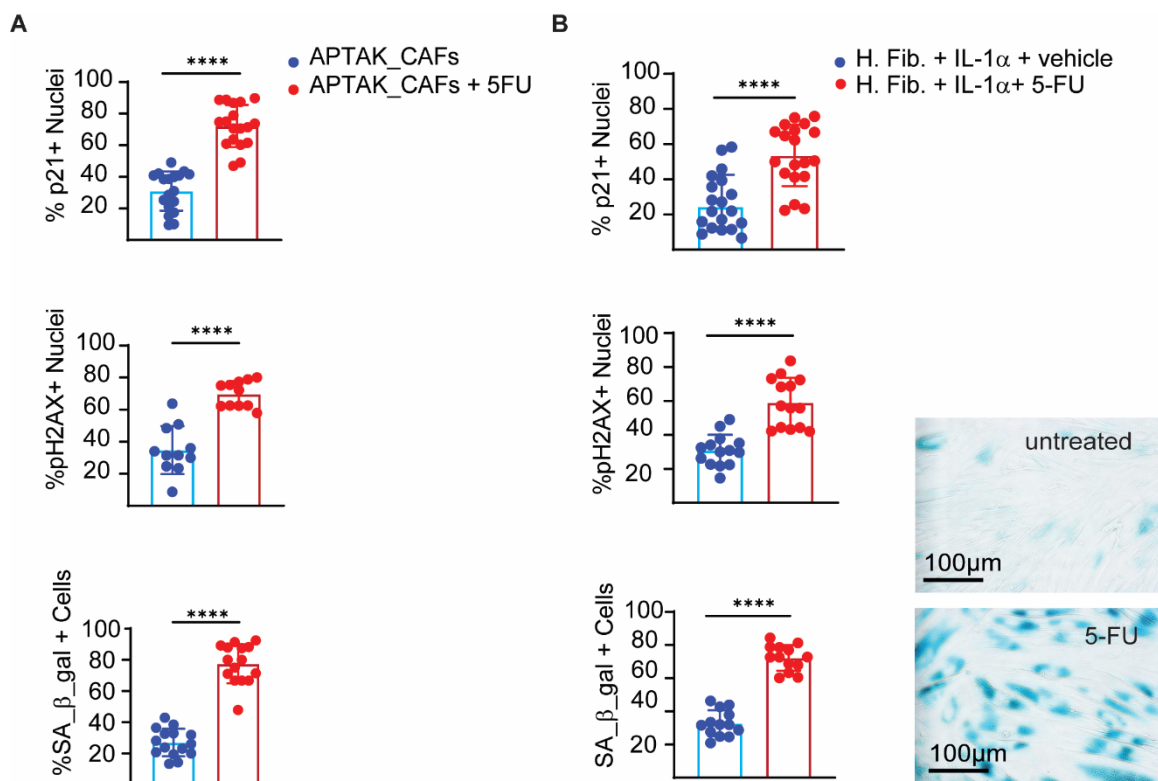 A
APTAK_CAFs
APTAK_CAFs + 5FU
****
% p21+ Nuclei
100
80
60
40
20
****
%pH2AX+ Nuclei
100
80
60
40
20
****
%SA_β_gal + Cells
100
80
60
40
20
B
H. Fib. + IL-1α + vehicle
H. Fib. + IL-1α+ 5-FU
****
% p21+ Nuclei
100
80
60
40
20
****
%pH2AX+ Nuclei
100
80
60
40
20
****
SA_β_gal + Cells
100
80
60
40
20
untreated
100μm
5-FU
100μm